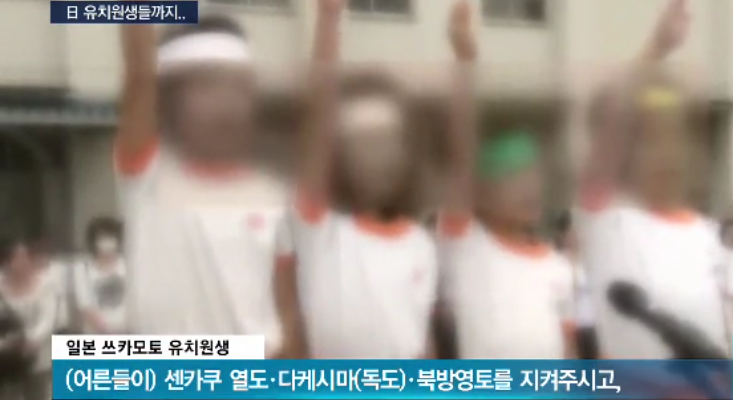 日 유치원생들까지..
일본 쓰카모토 유치원생
(어른들이) 센카쿠 열도·다케시마(독도)·북방영토를 지켜주시고,